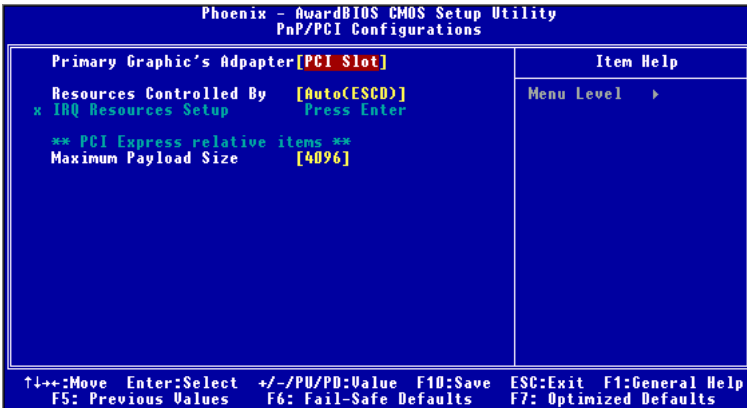 Phoenix - AwardBIOS CMOS Setup Utility
PnP/PCI Configurations
Primary Graphic's Adpapter[PCI Slot]
Item Help
Resources Controlled By [Auto(ESCD)]
Menu Level ▸
x IRQ Resources Setup Press Enter
** PCI Express relative items **
Maximum Payload Size [4096]
↑↓→←:Move Enter:Select +/-/PU/PD:Value F10:Save ESC:Exit F1:General Help
F5: Previous Values F6: Fail-Safe Defaults F7: Optimized Defaults